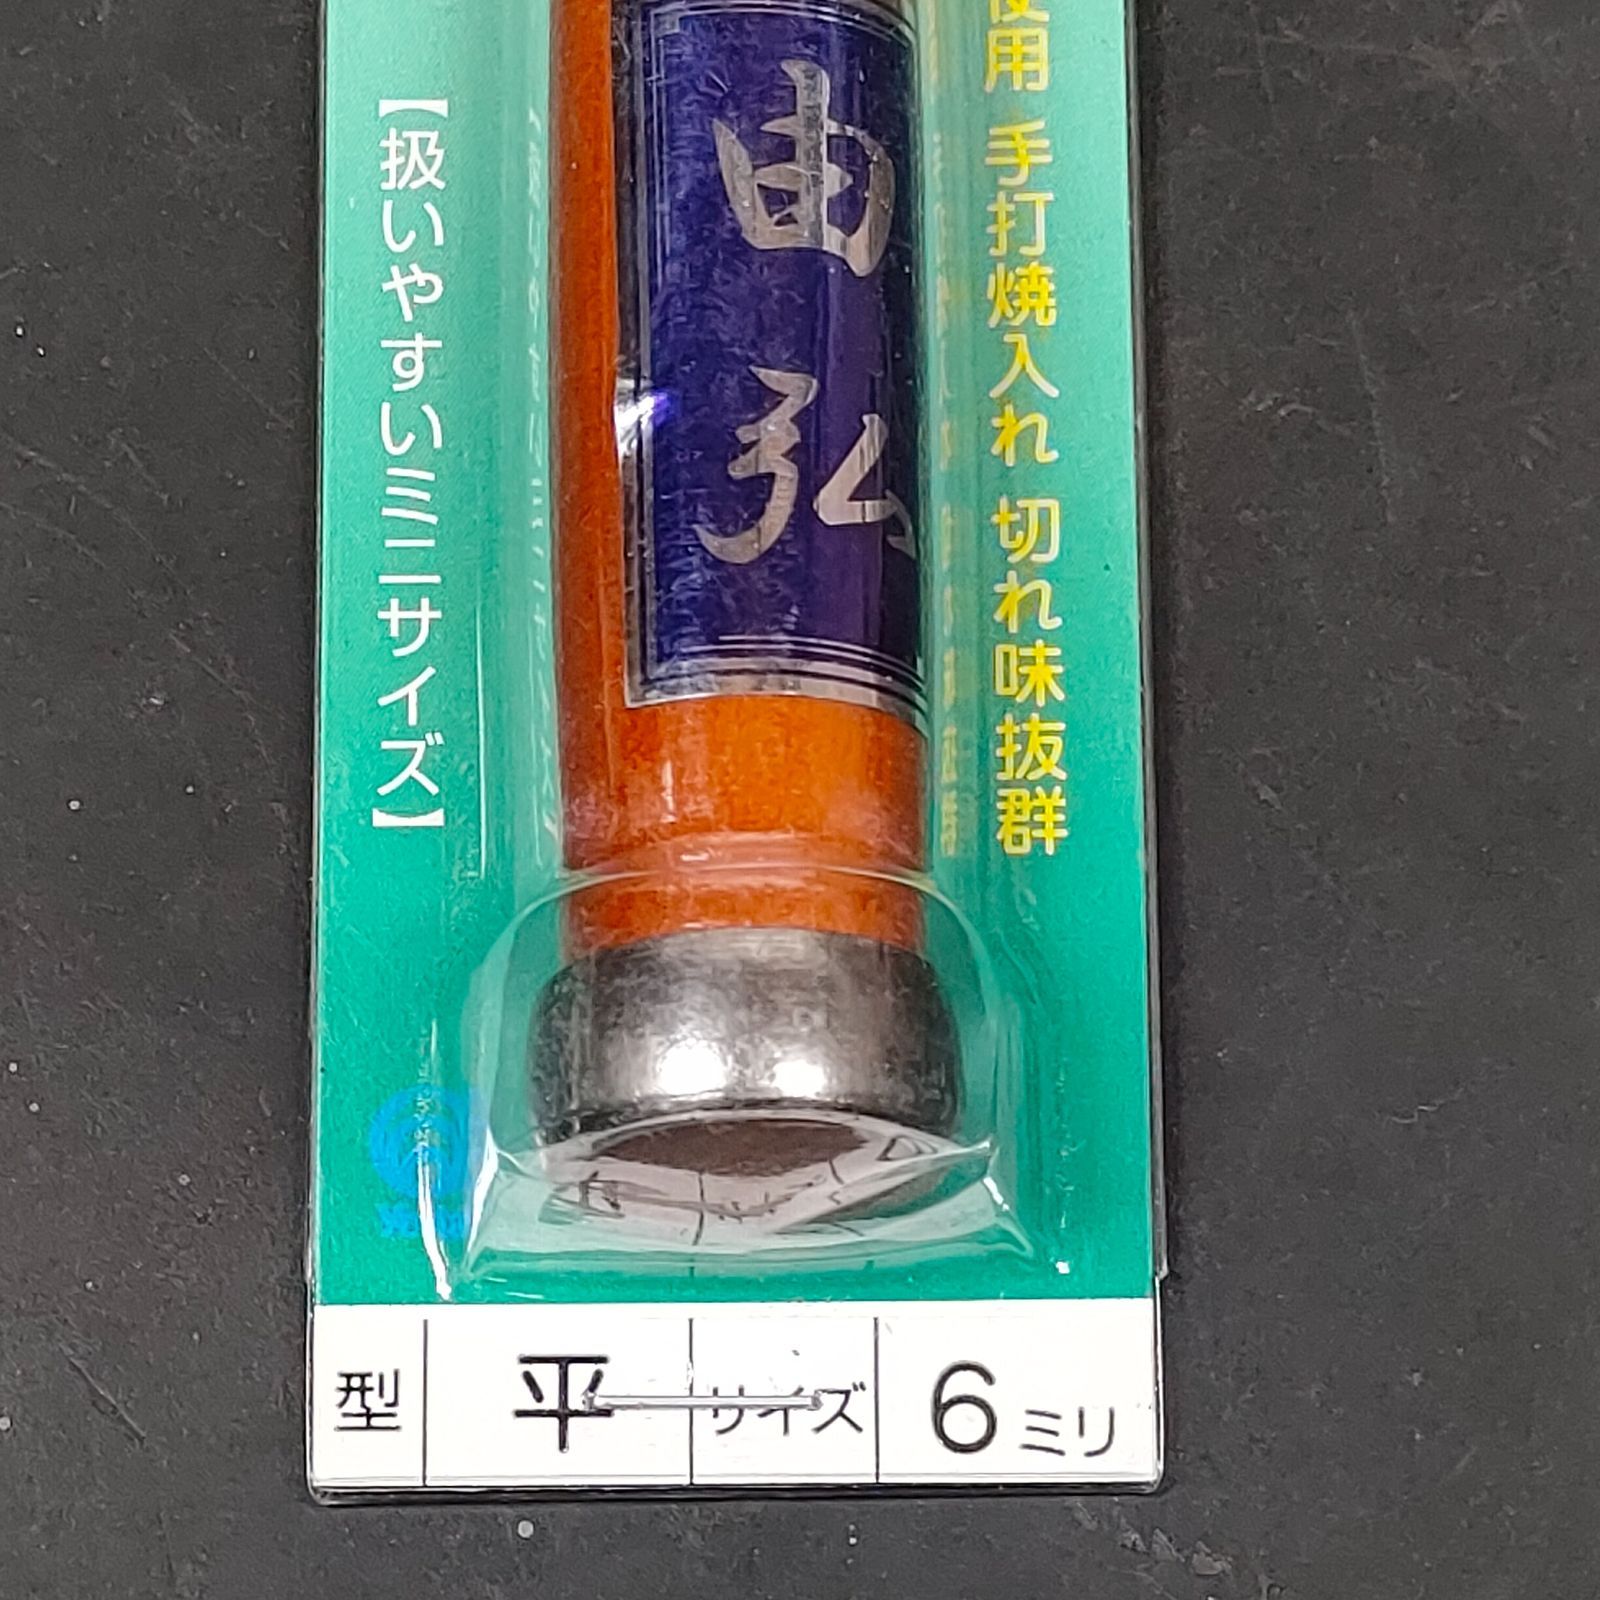 使用 手打焼入れ 切れ味抜群
由弘
【扱いやすいミニサイズ】
型 平 サイズ 6ミリ